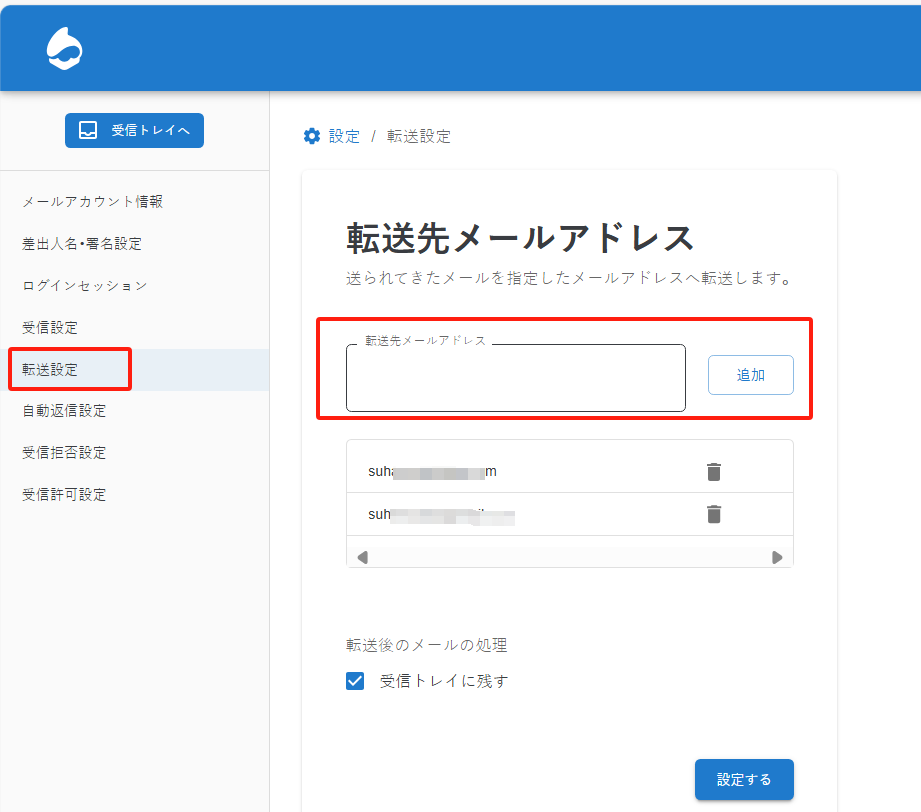 受信トレイへ
設定 / 転送設定
メールアカウント情報
差出人名・署名設定
ログインセッション
受信設定
転送設定
自動返信設定
受信拒否設定
受信許可設定
転送先メールアドレス
送られてきたメールを指定したメールアドレスへ転送します。
転送先メールアドレス
追加
転送後のメールの処理
受信トレイに残す
設定する